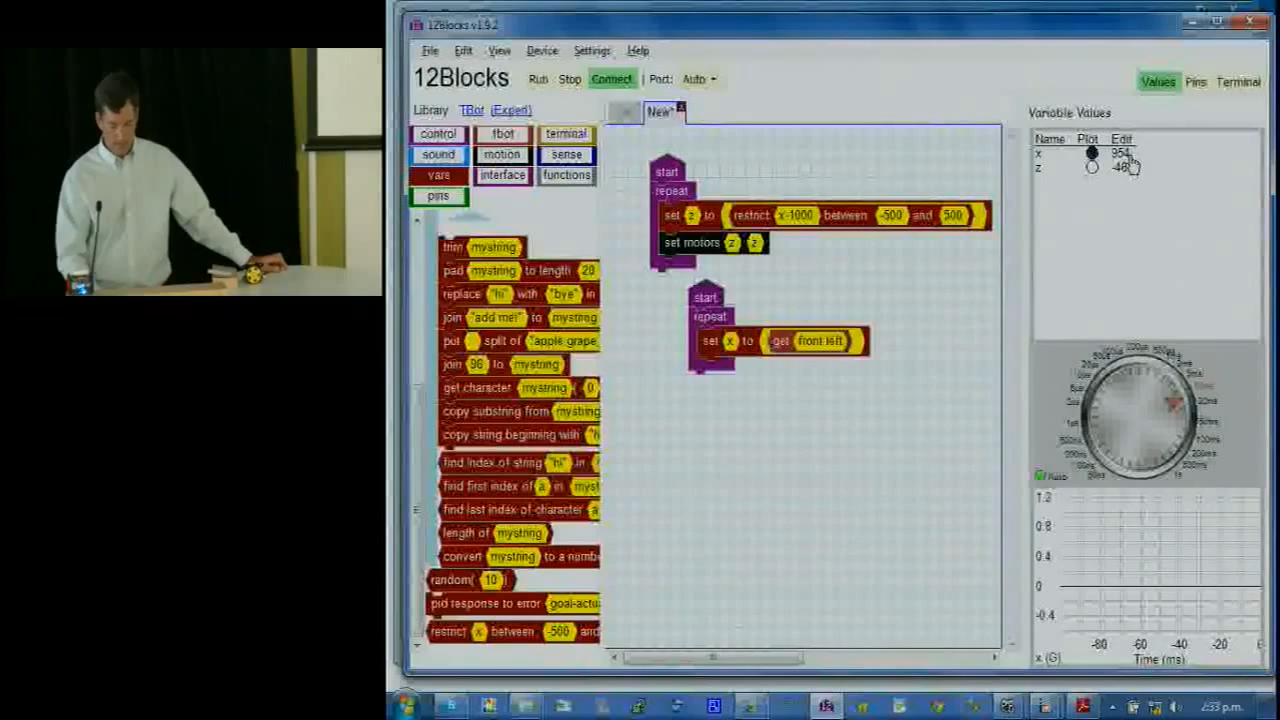 12Blocks v1.9.2
File Edit View Device Settings Help
12Blocks Run Stop Connect Port: Auto
Values Pins Terminal
Library TBot (Expert)
New*
control tbot terminal
sound motion sense
vars interface functions
pins
trim mystring
pad mystring to length 20
replace "hi" with "bye" in
join "add me!" to mystring
put split of "apple grape
join 96 to mystring
get character mystring 0
copy substring from mystring
copy string beginning with
find index of string "hi" in
find first index of a in myst
find last index of character a
length of mystring
convert mystring to a numb
random( 10 )
pid response to error goal-actu
restrict x between -500 and
start
repeat
set z to restrict x-1000 between -500 and 500
set motors z z
start
repeat
set x to get front left
Variable Values
Name Plot Edit
x 954
z
Auto
1.2
0.8
0.4
0
-0.4
-80 -60 -40 -20
x (G) Time (ms)
2:33 p.m.